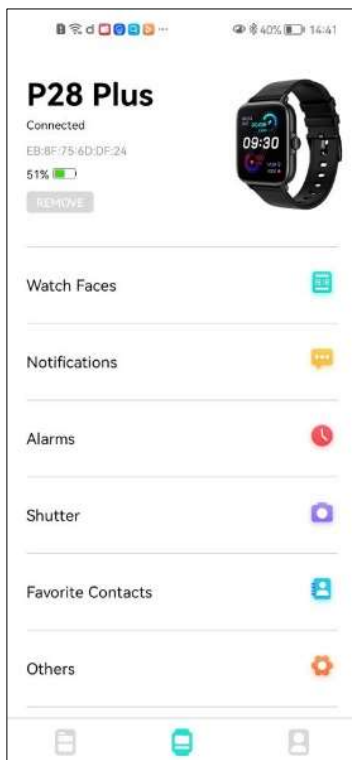 40% 14:41
P28 Plus
Connected
EB:8F:75:6D:DF:24
51%
REMOVE
09:30
Watch Faces
Notifications
Alarms
Shutter
Favorite Contacts
Others